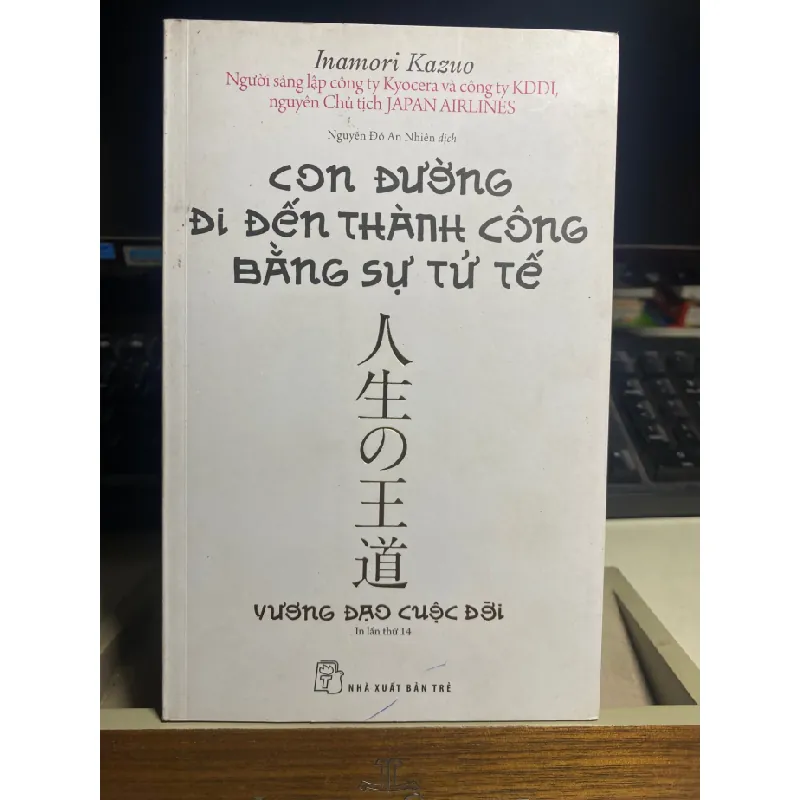 Inamori Kazuo
Người sáng lập công ty Kyocera và công ty KDDI,
nguyên Chủ tịch JAPAN AIRLINES
Nguyễn Đỗ An Nhiên dịch
CON ĐƯỜNG
ĐI ĐẾN THÀNH CÔNG
BẰNG SỰ TỬ TẾ
人生の王道
VƯƠNG ĐẠO CUỘC ĐỜI
In lần thứ 14
NHÀ XUẤT BẢN TRẺ